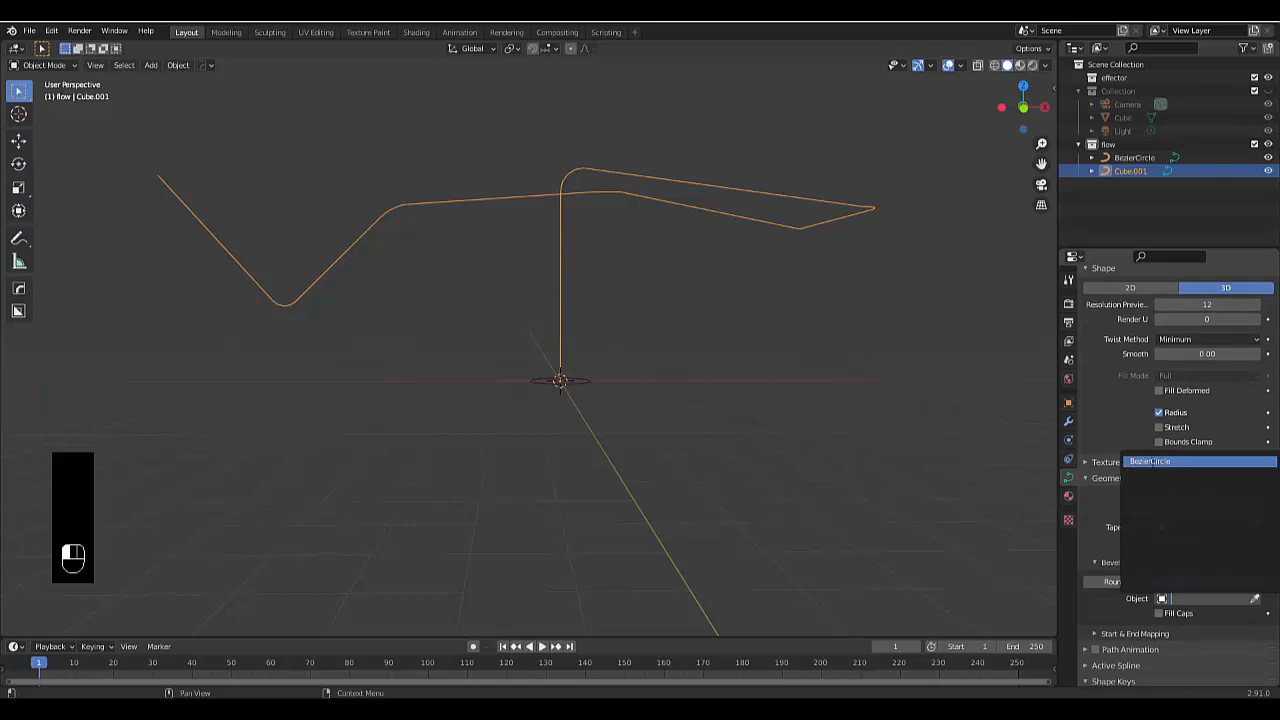 File Edit Render Window Help Layout Modeling Sculpting UV Editing Texture Paint Shading Animation Rendering Compositing Scripting Scene View Layer
Global Options
Object Mode View Select Add Object
User Perspective
(1) flow | Cube.001
Z
X
Scene Collection
effector
Collection
Camera
Cube
Light
flow
BezierCircle
Cube.001
Shape
2D 3D
Resolution Previe... 12
Render U 0
Twist Method Minimum
Smooth 0.00
Fill Mode Full
Fill Deformed
Radius
Stretch
Bounds Clamp
Texture BezierCircle
Geome
Tape
Beve
Roun
Object
Fill Caps
Start & End Mapping
Path Animation
Active Spline
Shape Keys
Playback Keying View Marker 1 Start 1 End 250
1 10 20 30 40 50 60 70 80 90 100 110 120 130 140 150 160 170 180 190 200 210 220 230 240 250
Pan View Context Menu 2.91.0